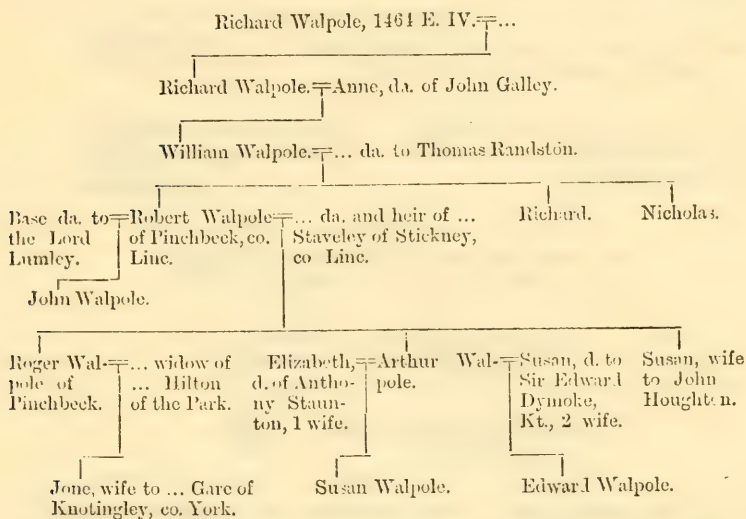 Richard Walpole, 1464 E. IV.=...
Richard Walpole.=Anne, da. of John Galley.
William Walpole.=... da. to Thomas Randston.
Base da. to
the Lord
Lumley.
=Robert Walpole=
of Pinchbeck, co.
Linc.
... da. and heir of ...
Staveley of Stickney,
co Linc.
Richard.
Nicholas.
John Walpole.
Roger Wal-
pole of
Pinchbeck.
=... widow of
... Hilton
of the Park.
Elizabeth,
d. of Antho-
ny Staun-
ton, 1 wife.
=Arthur Wal-
pole.
=Susan, d. to
Sir Edward
Dymoke,
Kt., 2 wife.
Susan, wife
to John
Houghton.
Jone, wife to ... Gare of
Knotingley, co. York.
Susan Walpole.
Edward Walpole.